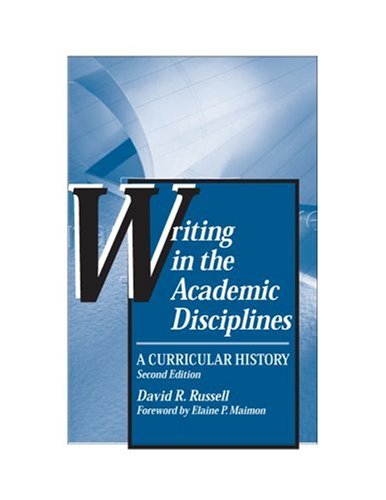 Writing
in the
Academic
Disciplines
A CURRICULAR HISTORY
Second Edition
David R. Russell
Foreword by Elaine P. Maimon